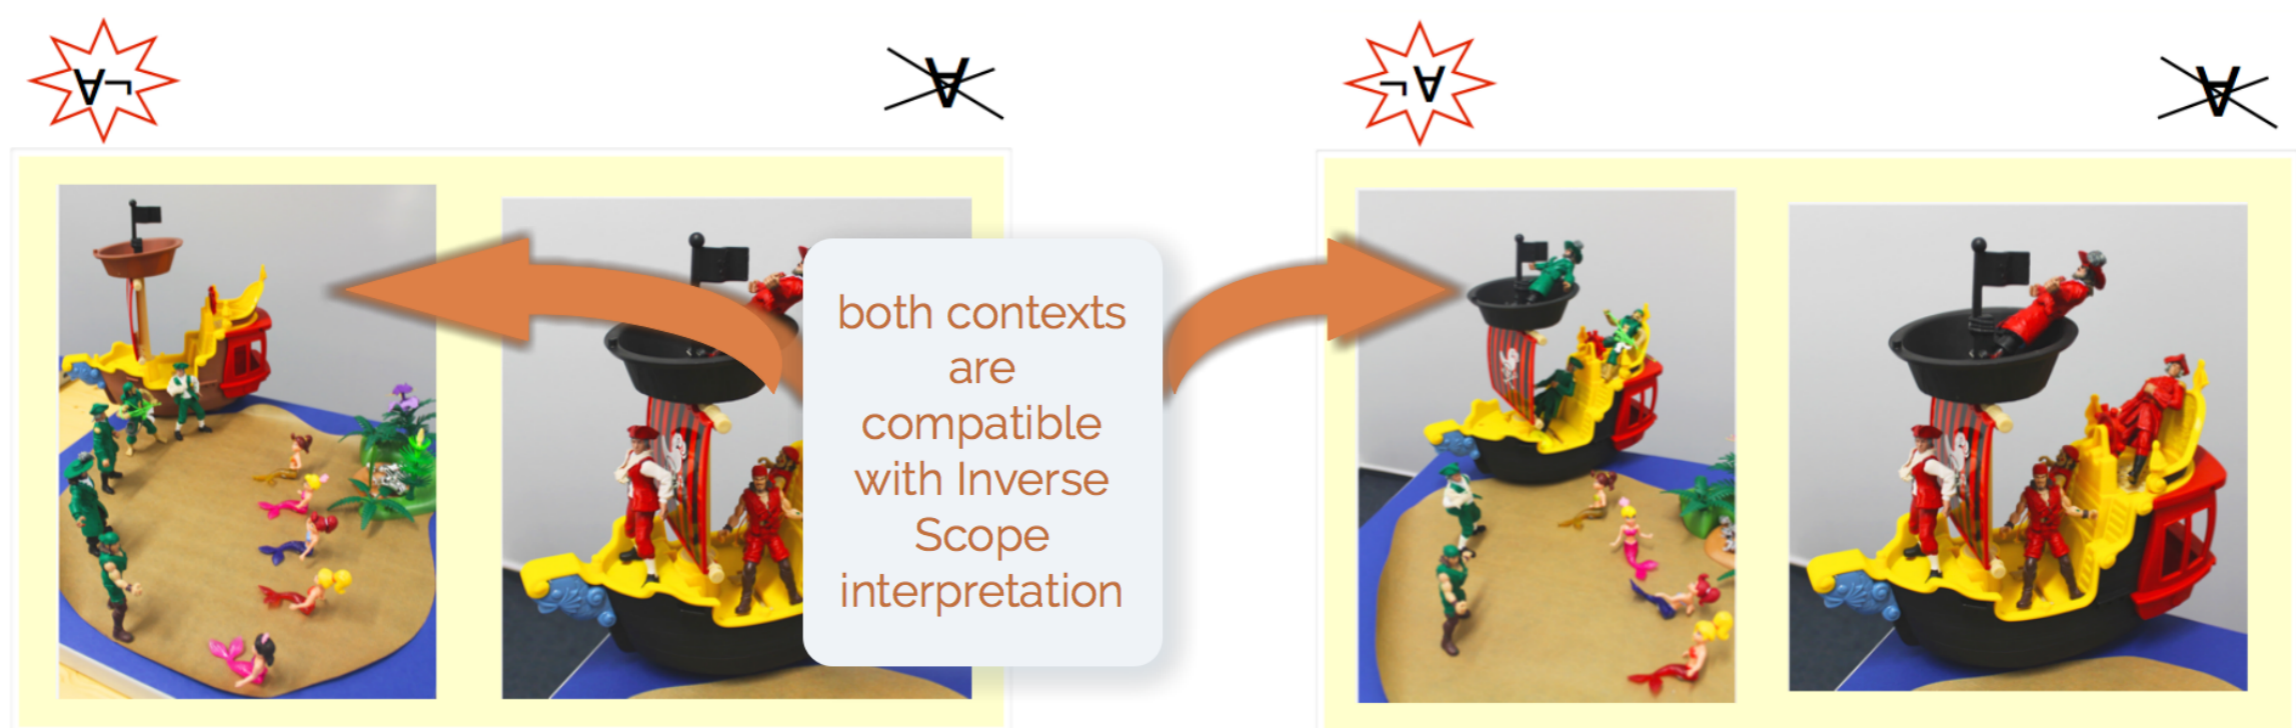 ∀¬
∀
¬∀
∀
both contexts
are
compatible
with Inverse
Scope
interpretation